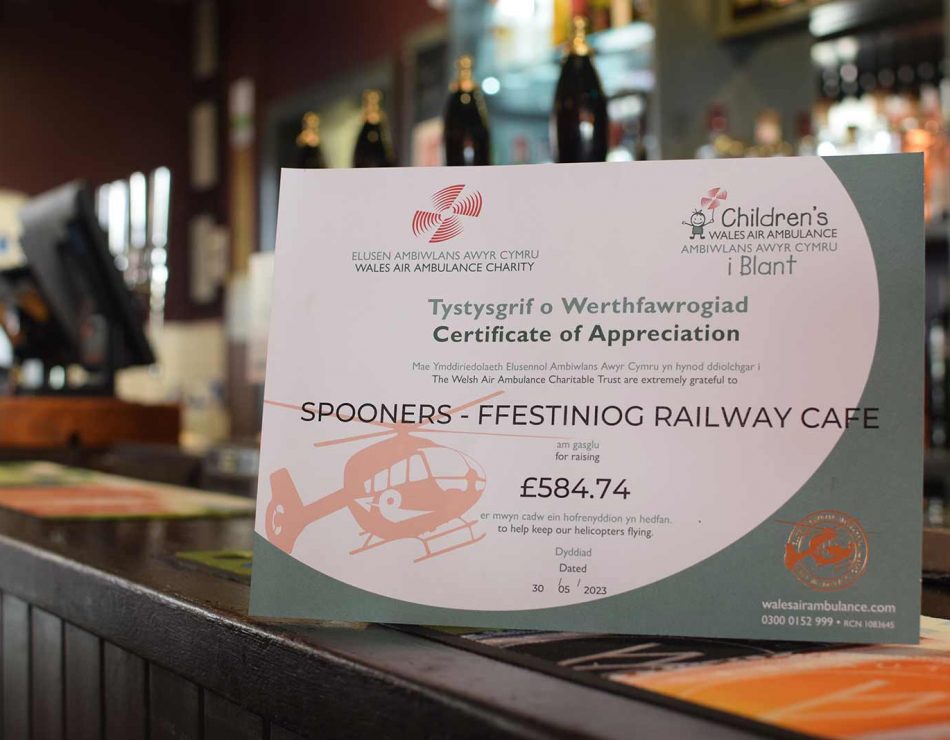 ELUSEN AMBIWLANS AWYR CYMRU
WALES AIR AMBULANCE CHARITY
Children's
WALES AIR AMBULANCE
AMBIWLANS AWYR CYMRU
i Blant
Tystysgrif o Werthfawrogiad
Certificate of Appreciation
Mae Ymddiriedolaeth Elusennol Ambiwlans Awyr Cymru yn hynod ddiolchgar i
The Welsh Air Ambulance Charitable Trust are extremely grateful to
SPOONERS - FFESTINIOG RAILWAY CAFE
am gasglu
for raising
£584.74
er mwyn cadw ein hofrenyddion yn hedfan.
to help keep our helicopters flying.
Dyddiad
Dated
30 / 05 / 2023
walesairambulance.com
0300 0152 999 • RCN 1083645